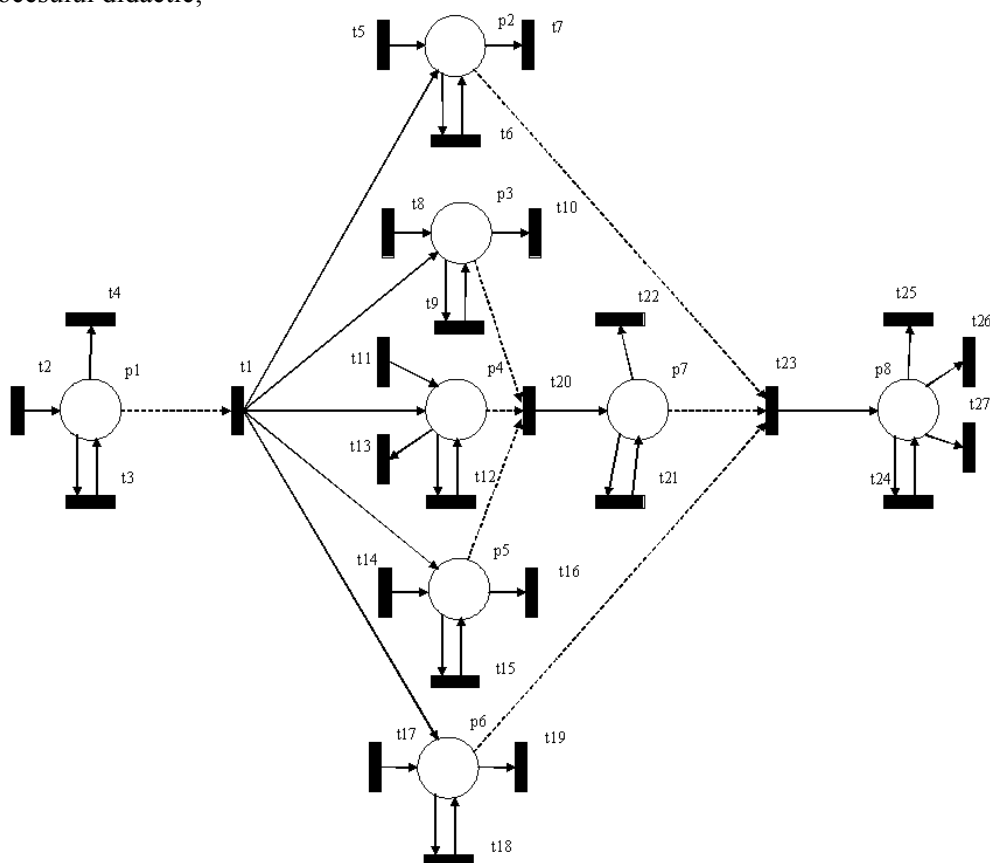 ocesului didactic,
t5 p2 t7
t6
t8 p3 t10
t9
t4 t22 t25
t26
t11
t2 p1 t1 p4 t20 p7 t23 p8
t27
t13
t3 t12 t21 t24
t14 p5 t16
t15
t17 p6 t19
t18